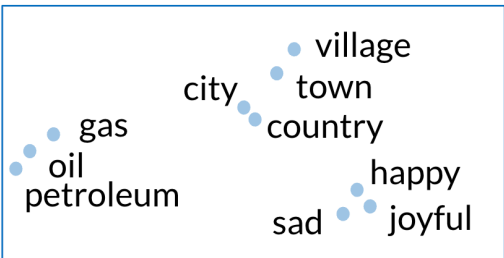 village
city
town
gas
country
oil
petroleum
happy
sad
joyful